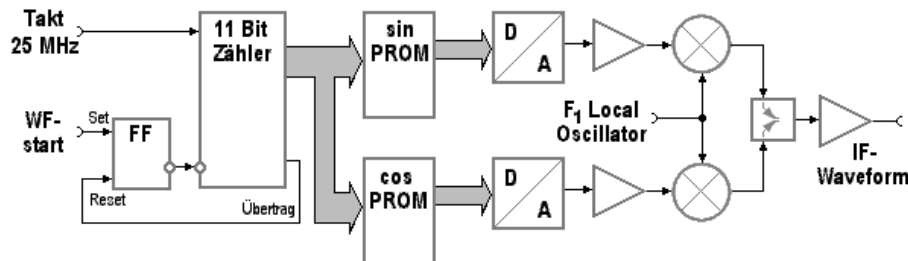 Takt
25 MHz
11 Bit
Zähler
sin
PROM
D
A
F1 Local
Oscillator
WF-
start
Set
FF
Reset
Übertrag
cos
PROM
D
A
IF-
Waveform